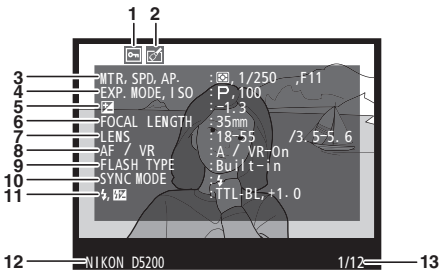 1 2
3 MTR, SPD, AP. : , 1/250 , F11
4 EXP. MODE, ISO : P, 100
5 : -1.3
6 FOCAL LENGTH : 35mm
7 LENS : 18-55 /3.5-5.6
8 AF / VR : A / VR-On
9 FLASH TYPE : Built-in
10 SYNC MODE :
11 , : TTL-BL, +1.0
12 NIKON D5200 1/12 13